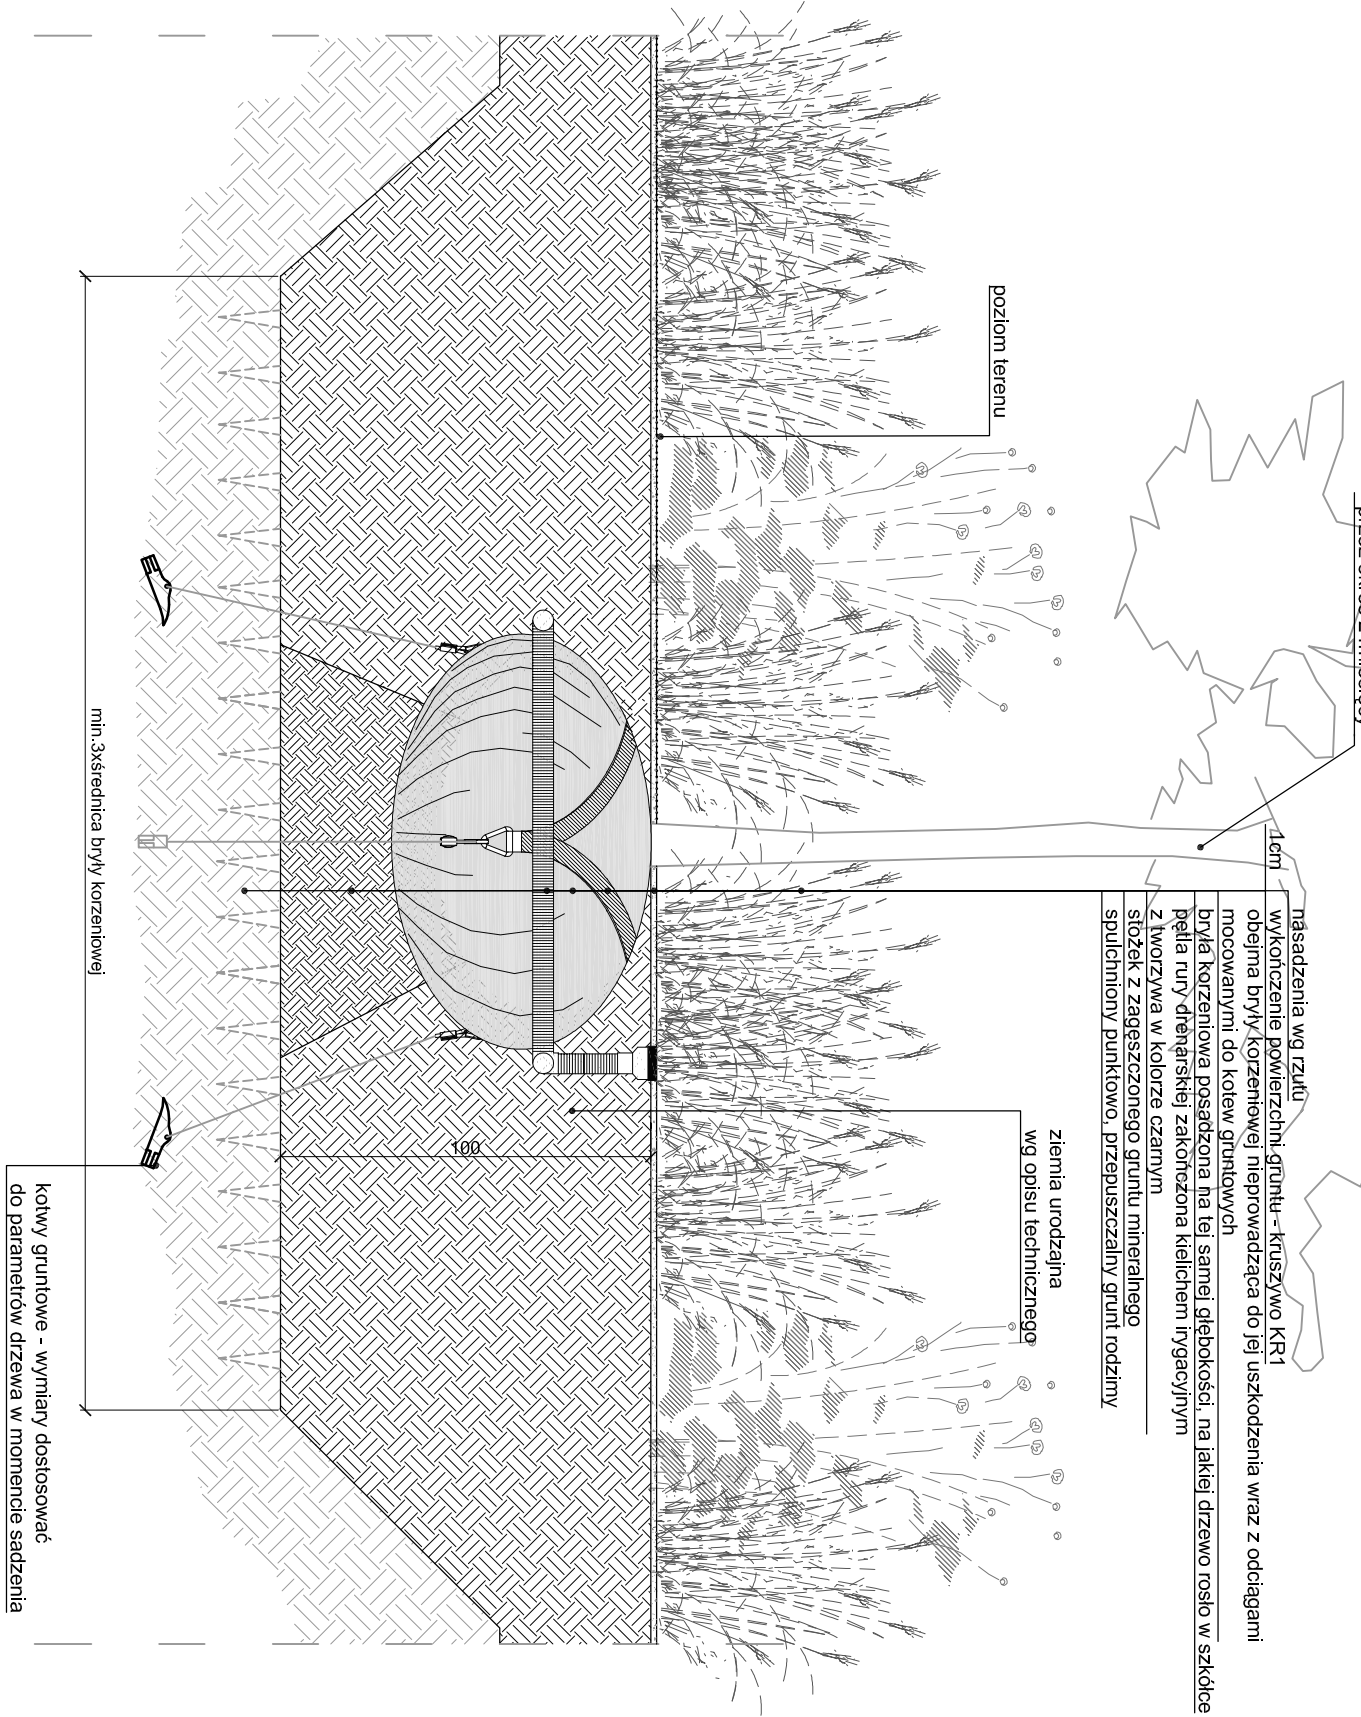 nasadzenia wg rzutu
1cm
wykończenie powierzchni gruntu - kruszywo KR1
obejma bryły korzeniowej nieprowadząca do jej uszkodzenia wraz z odciągami
mocowanymi do kotew gruntowych
bryła korzeniowa posadzona na tej samej głębokości, na jakiej drzewo rosło w szkółce
pętla rury drenarskiej zakończona kielichem irygacyjnym
z tworzywa w kolorze czarnym
stożek z zagęszczonego gruntu mineralnego
spulchniony punktowo, przepuszczalny grunt rodzimy
poziom terenu
ziemia urodzajna
wg opisu technicznego
100
min.3xśrednica bryły korzeniowej
kotwy gruntowe - wymiary dostosować
do parametrów drzewa w momencie sadzenia